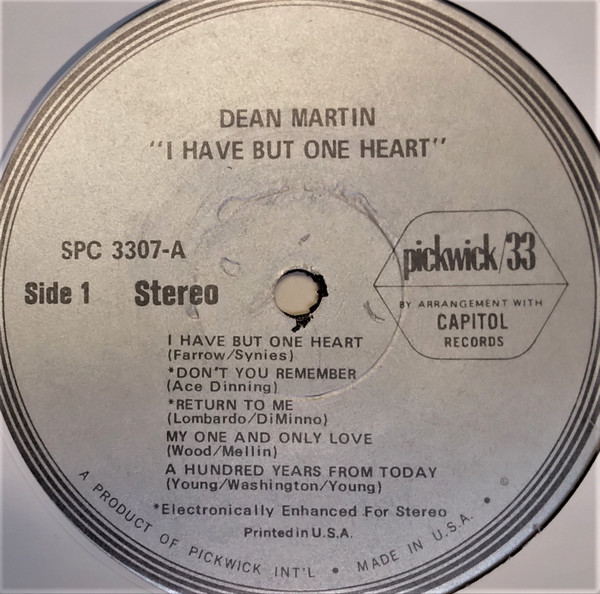 DEAN MARTIN
"I HAVE BUT ONE HEART"
SPC 3307-A
Side 1 Stereo
pickwick/33
BY ARRANGEMENT WITH
CAPITOL
RECORDS
I HAVE BUT ONE HEART
(Farrow/Synies)
*DON'T YOU REMEMBER
(Ace Dinning)
*RETURN TO ME
(Lombardo/DiMinno)
MY ONE AND ONLY LOVE
(Wood/Mellin)
A HUNDRED YEARS FROM TODAY
(Young/Washington/Young)
*Electronically Enhanced For Stereo
Printed in U.S.A.
A PRODUCT OF PICKWICK INT'L • MADE IN U.S.A. • ©